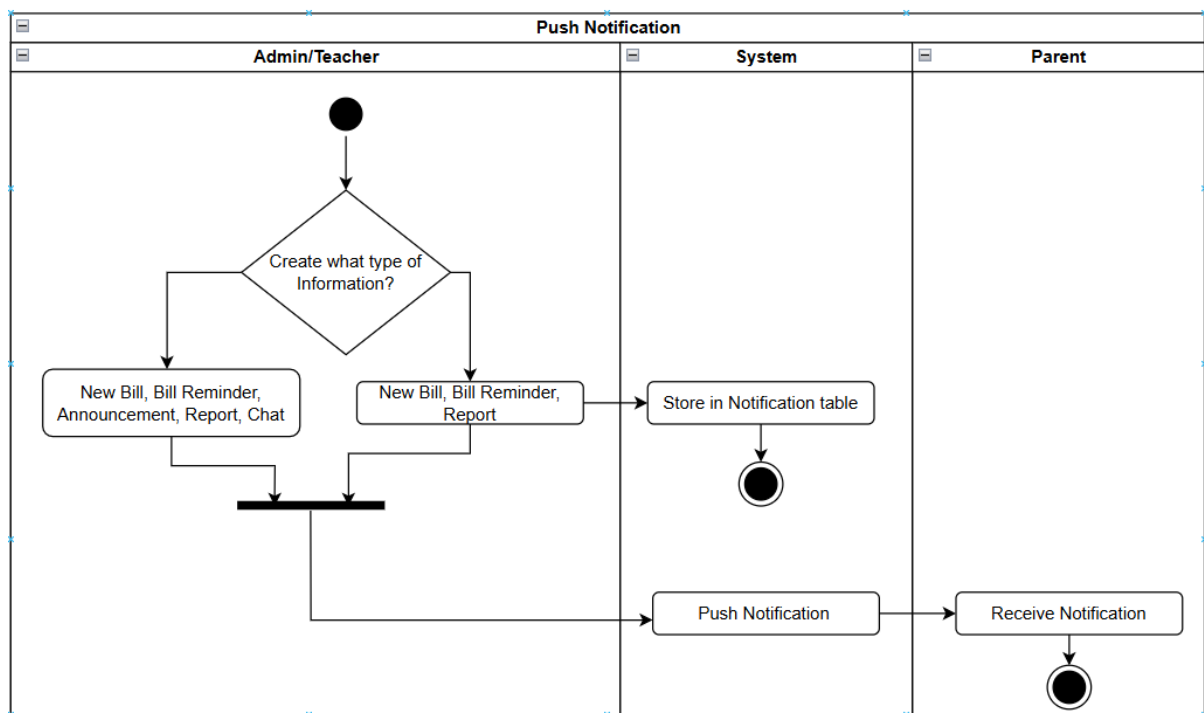 Push Notification
Admin/Teacher
System
Parent
Create what type of
Information?
New Bill, Bill Reminder,
Announcement, Report, Chat
New Bill, Bill Reminder,
Report
Store in Notification table
Push Notification
Receive Notification